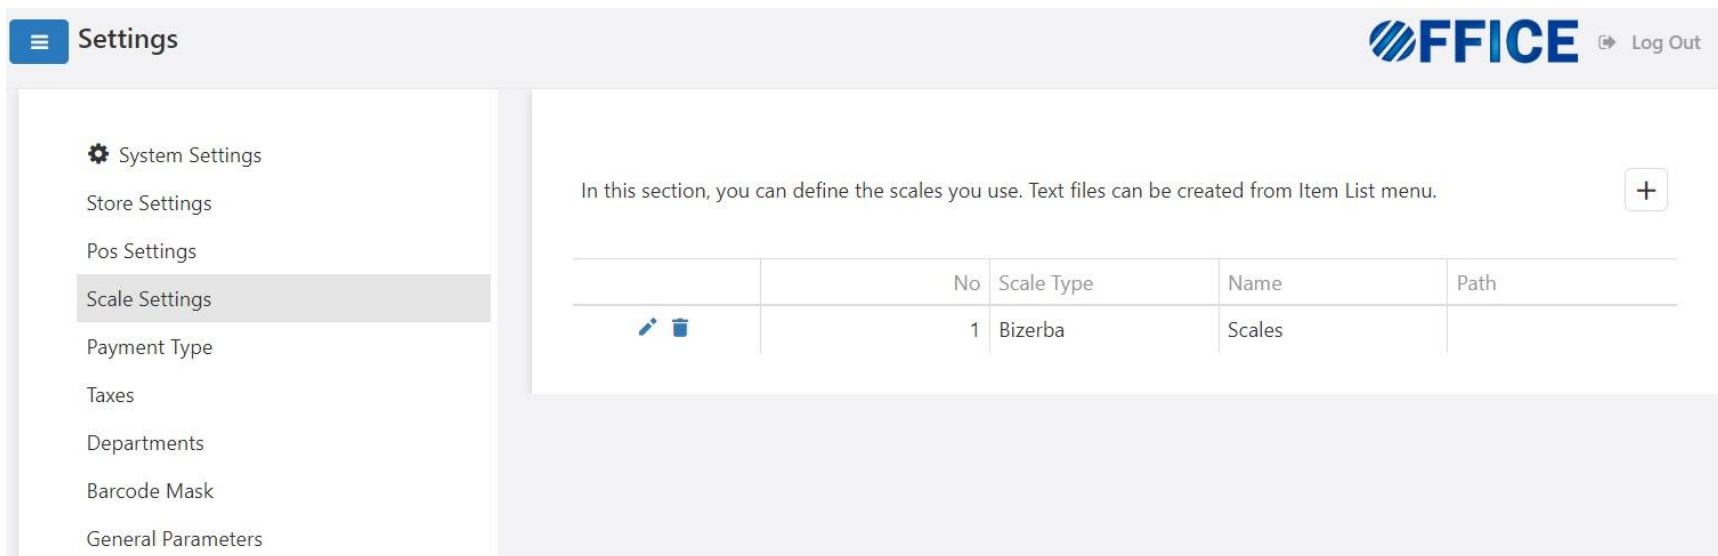 Settings
OFFICE
Log Out
System Settings
Store Settings
Pos Settings
Scale Settings
Payment Type
Taxes
Departments
Barcode Mask
General Parameters
In this section, you can define the scales you use. Text files can be created from Item List menu.
No Scale Type Name Path
1 Bizerba Scales